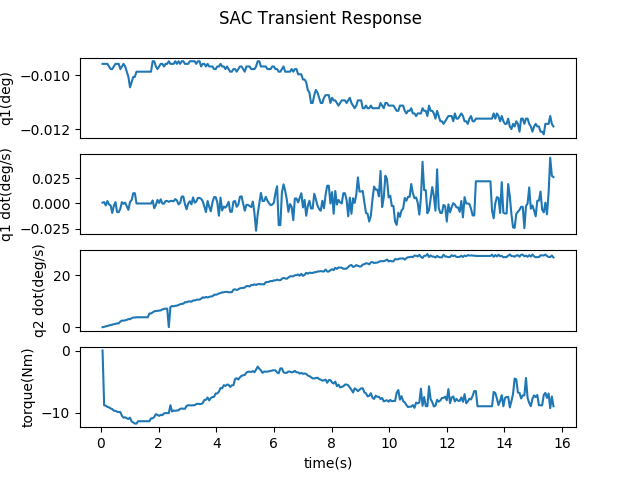 SAC Transient Response
q1(deg)
−0.010
−0.012
q1 dot(deg/s)
0.025
0.000
−0.025
q2 dot(deg/s)
20
0
torque(Nm)
0
−10
0 2 4 6 8 10 12 14 16
time(s)